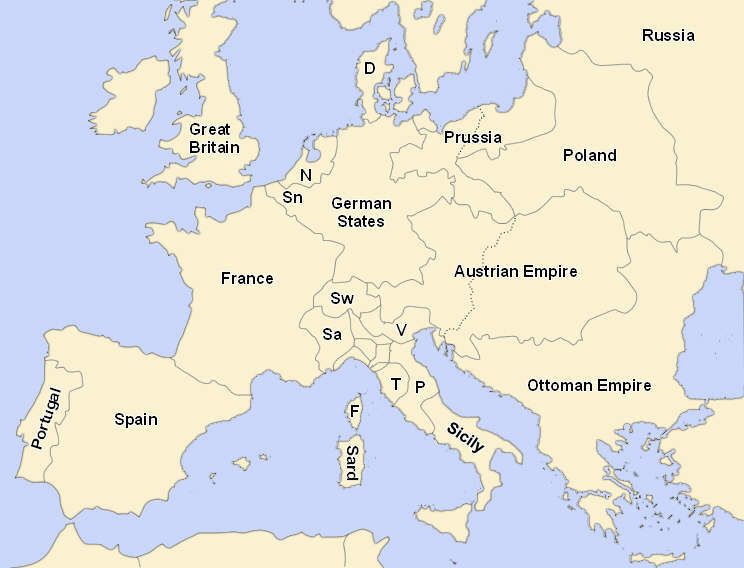 Russia
D
Great
Britain
Prussia
Poland
N
Sn
German
States
France
Austrian Empire
Sw
Sa
V
T
P
Ottoman Empire
Portugal
Spain
F
Sicily
Sard